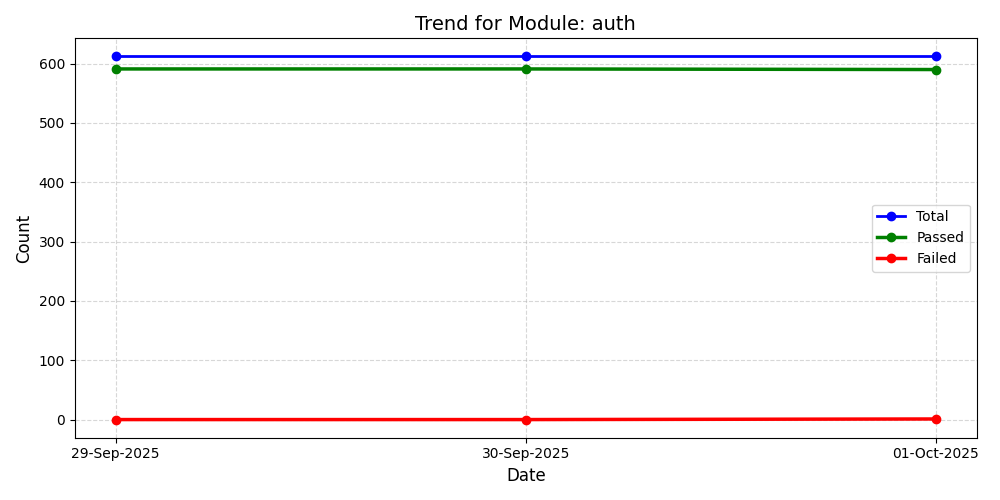 Trend for Module: auth
600
500
400
300
200
100
0
Count
Total
Passed
Failed
29-Sep-2025 30-Sep-2025 01-Oct-2025
Date